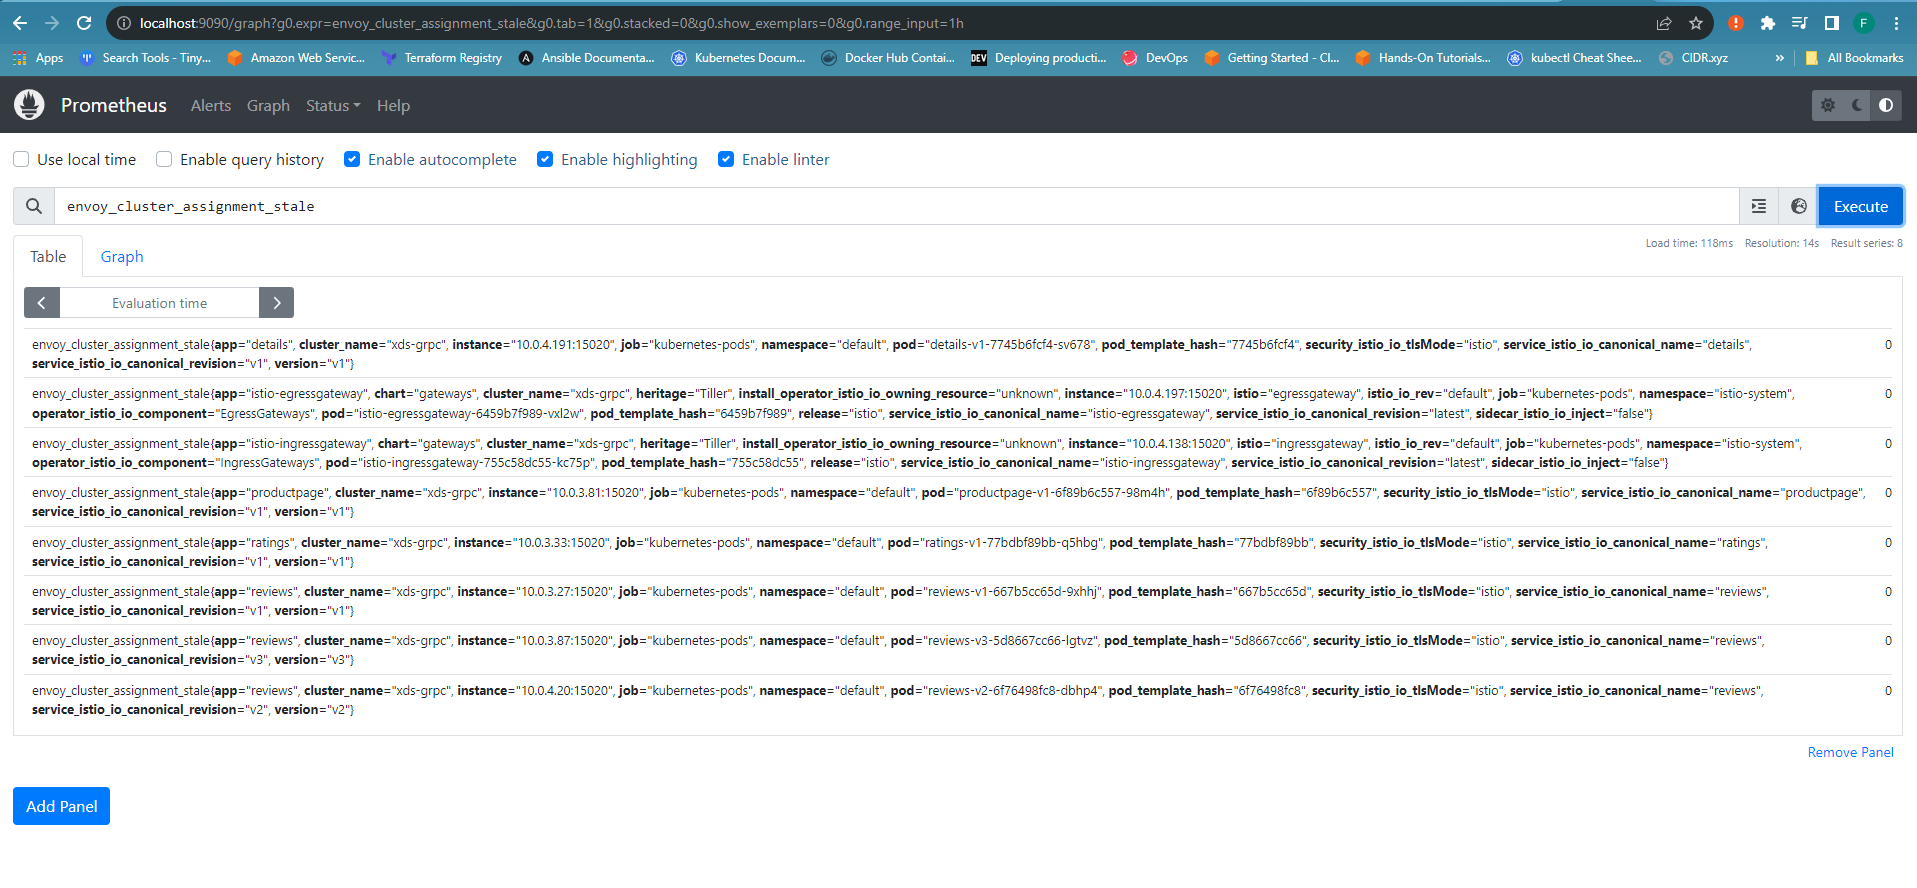 localhost:9090/graph?g0.expr=envoy_cluster_assignment_stale&g0.tab=1&g0.stacked=0&g0.show_exemplars=0&g0.range_input=1h
F
Apps Search Tools - Tiny... Amazon Web Servic... Terraform Registry Ansible Documenta... Kubernetes Docum... Docker Hub Contai... DEV Deploying producti... DevOps Getting Started - Cl... Hands-On Tutorials... kubectl Cheat Shee... CIDR.xyz » All Bookmarks
Prometheus Alerts Graph Status Help
Use local time Enable query history Enable autocomplete Enable highlighting Enable linter
envoy_cluster_assignment_stale Execute
Load time: 118ms Resolution: 14s Result series: 8
Table Graph
Evaluation time
envoy_cluster_assignment_stale{app="details", cluster_name="xds-grpc", instance="10.0.4.191:15020", job="kubernetes-pods", namespace="default", pod="details-v1-7745b6fcf4-sv678", pod_template_hash="7745b6fcf4", security_istio_io_tlsMode="istio", service_istio_io_canonical_name="details", 0
service_istio_io_canonical_revision="v1", version="v1"}
envoy_cluster_assignment_stale{app="istio-egressgateway", chart="gateways", cluster_name="xds-grpc", heritage="Tiller", install_operator_istio_io_owning_resource="unknown", instance="10.0.4.197:15020", istio="egressgateway", istio_io_rev="default", job="kubernetes-pods", namespace="istio-system", 0
operator_istio_io_component="EgressGateways", pod="istio-egressgateway-6459b7f989-vxl2w", pod_template_hash="6459b7f989", release="istio", service_istio_io_canonical_name="istio-egressgateway", service_istio_io_canonical_revision="latest", sidecar_istio_io_inject="false"}
envoy_cluster_assignment_stale{app="istio-ingressgateway", chart="gateways", cluster_name="xds-grpc", heritage="Tiller", install_operator_istio_io_owning_resource="unknown", instance="10.0.4.138:15020", istio="ingressgateway", istio_io_rev="default", job="kubernetes-pods", namespace="istio-system", 0
operator_istio_io_component="IngressGateways", pod="istio-ingressgateway-755c58dc55-kc75p", pod_template_hash="755c58dc55", release="istio", service_istio_io_canonical_name="istio-ingressgateway", service_istio_io_canonical_revision="latest", sidecar_istio_io_inject="false"}
envoy_cluster_assignment_stale{app="productpage", cluster_name="xds-grpc", instance="10.0.3.81:15020", job="kubernetes-pods", namespace="default", pod="productpage-v1-6f89b6c557-98m4h", pod_template_hash="6f89b6c557", security_istio_io_tlsMode="istio", service_istio_io_canonical_name="productpage", 0
service_istio_io_canonical_revision="v1", version="v1"}
envoy_cluster_assignment_stale{app="ratings", cluster_name="xds-grpc", instance="10.0.3.33:15020", job="kubernetes-pods", namespace="default", pod="ratings-v1-77bdbf89bb-q5hbg", pod_template_hash="77bdbf89bb", security_istio_io_tlsMode="istio", service_istio_io_canonical_name="ratings", 0
service_istio_io_canonical_revision="v1", version="v1"}
envoy_cluster_assignment_stale{app="reviews", cluster_name="xds-grpc", instance="10.0.3.27:15020", job="kubernetes-pods", namespace="default", pod="reviews-v1-667b5cc65d-9xhhj", pod_template_hash="667b5cc65d", security_istio_io_tlsMode="istio", service_istio_io_canonical_name="reviews", 0
service_istio_io_canonical_revision="v1", version="v1"}
envoy_cluster_assignment_stale{app="reviews", cluster_name="xds-grpc", instance="10.0.3.87:15020", job="kubernetes-pods", namespace="default", pod="reviews-v3-5d8667cc66-lgtvz", pod_template_hash="5d8667cc66", security_istio_io_tlsMode="istio", service_istio_io_canonical_name="reviews", 0
service_istio_io_canonical_revision="v3", version="v3"}
envoy_cluster_assignment_stale{app="reviews", cluster_name="xds-grpc", instance="10.0.4.20:15020", job="kubernetes-pods", namespace="default", pod="reviews-v2-6f76498fc8-dbhp4", pod_template_hash="6f76498fc8", security_istio_io_tlsMode="istio", service_istio_io_canonical_name="reviews", 0
service_istio_io_canonical_revision="v2", version="v2"}
Remove Panel
Add Panel